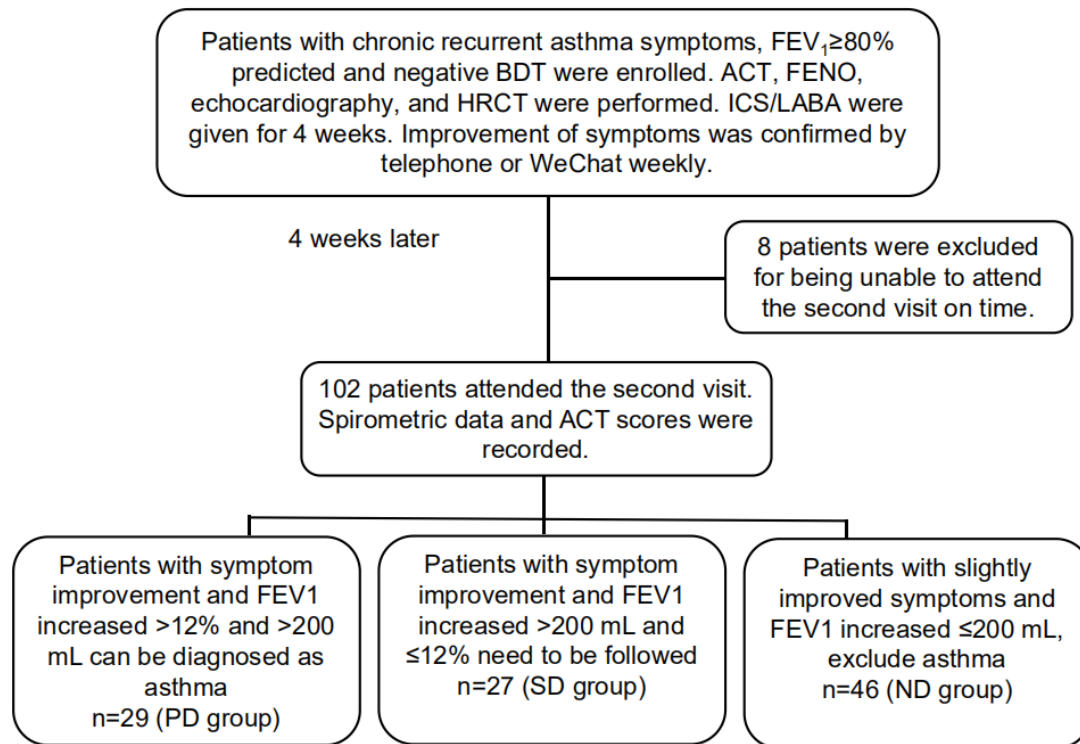 Patients with chronic recurrent asthma symptoms, FEV₁≥80%
predicted and negative BDT were enrolled. ACT, FENO,
echocardiography, and HRCT were performed. ICS/LABA were
given for 4 weeks. Improvement of symptoms was confirmed by
telephone or WeChat weekly.
4 weeks later
8 patients were excluded
for being unable to attend
the second visit on time.
102 patients attended the second visit.
Spirometric data and ACT scores were
recorded.
Patients with symptom
improvement and FEV1
increased >12% and >200
mL can be diagnosed as
asthma
n=29 (PD group)
Patients with symptom
improvement and FEV1
increased >200 mL and
≤12% need to be followed
n=27 (SD group)
Patients with slightly
improved symptoms and
FEV1 increased ≤200 mL,
exclude asthma
n=46 (ND group)